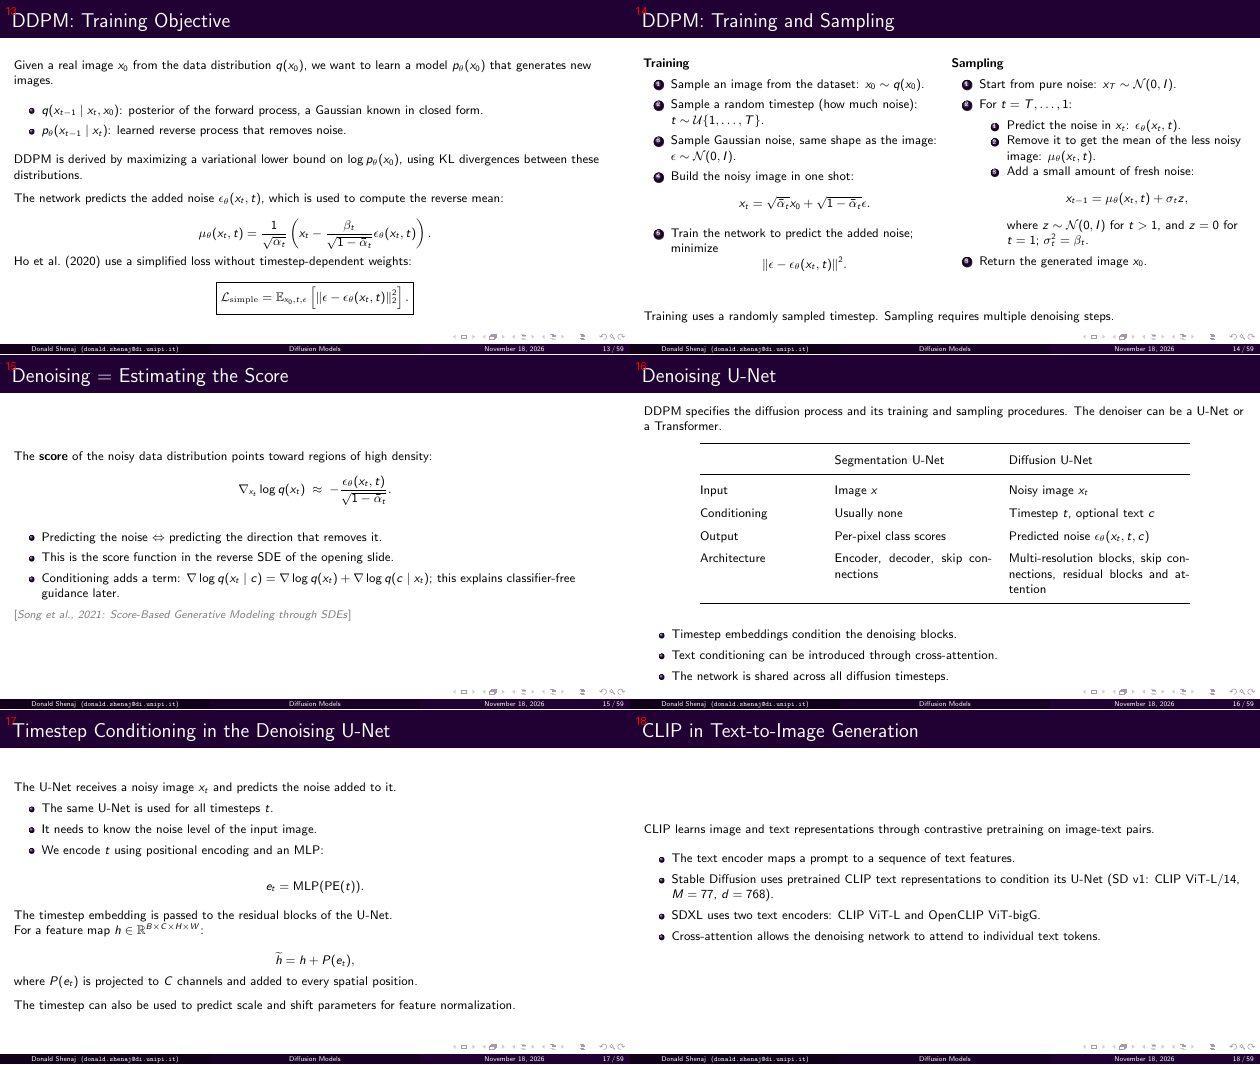 13
DDPM: Training Objective
Given a real image x₀ from the data distribution q(x₀), we want to learn a model p_θ(x₀) that generates new
images.
q(x_{t−1} | x_t, x₀): posterior of the forward process, a Gaussian known in closed form.
p_θ(x_{t−1} | x_t): learned reverse process that removes noise.
DDPM is derived by maximizing a variational lower bound on log p_θ(x₀), using KL divergences between these
distributions.
The network predicts the added noise ϵ_θ(x_t, t), which is used to compute the reverse mean:
μ_θ(x_t, t) = 1/√α_t ( x_t − β_t/√(1 − ᾱ_t) ϵ_θ(x_t, t) ) .
Ho et al. (2020) use a simplified loss without timestep-dependent weights:
ℒ_simple = 𝔼_{x₀,t,ϵ} [ ‖ϵ − ϵ_θ(x_t, t)‖₂² ] .
Donald Shenaj (donald.shenaj@di.unipi.it) Diffusion Models November 18, 2026 13 / 59
14
DDPM: Training and Sampling
Training
1 Sample an image from the dataset: x₀ ∼ q(x₀).
2 Sample a random timestep (how much noise):
t ∼ 𝒰{1, . . . , T}.
3 Sample Gaussian noise, same shape as the image:
ϵ ∼ 𝒩(0, I).
4 Build the noisy image in one shot:
x_t = √ᾱ_t x₀ + √(1 − ᾱ_t) ϵ.
5 Train the network to predict the added noise;
minimize
‖ϵ − ϵ_θ(x_t, t)‖².
Sampling
1 Start from pure noise: x_T ∼ 𝒩(0, I).
2 For t = T, . . . , 1:
1 Predict the noise in x_t: ϵ_θ(x_t, t).
2 Remove it to get the mean of the less noisy
image: μ_θ(x_t, t).
3 Add a small amount of fresh noise:
x_{t−1} = μ_θ(x_t, t) + σ_t z,
where z ∼ 𝒩(0, I) for t > 1, and z = 0 for
t = 1; σ_t² = β_t.
3 Return the generated image x₀.
Training uses a randomly sampled timestep. Sampling requires multiple denoising steps.
Donald Shenaj (donald.shenaj@di.unipi.it) Diffusion Models November 18, 2026 14 / 59
15
Denoising = Estimating the Score
The score of the noisy data distribution points toward regions of high density:
∇_{x_t} log q(x_t) ≈ − ϵ_θ(x_t, t)/√(1 − ᾱ_t) .
Predicting the noise ⇔ predicting the direction that removes it.
This is the score function in the reverse SDE of the opening slide.
Conditioning adds a term: ∇ log q(x_t | c) = ∇ log q(x_t) + ∇ log q(c | x_t); this explains classifier-free
guidance later.
[Song et al., 2021: Score-Based Generative Modeling through SDEs]
Donald Shenaj (donald.shenaj@di.unipi.it) Diffusion Models November 18, 2026 15 / 59
16
Denoising U-Net
DDPM specifies the diffusion process and its training and sampling procedures. The denoiser can be a U-Net or
a Transformer.
Segmentation U-Net Diffusion U-Net
Input Image x Noisy image x_t
Conditioning Usually none Timestep t, optional text c
Output Per-pixel class scores Predicted noise ϵ_θ(x_t, t, c)
Architecture Encoder, decoder, skip con- Multi-resolution blocks, skip con-
nections nections, residual blocks and at-
tention
Timestep embeddings condition the denoising blocks.
Text conditioning can be introduced through cross-attention.
The network is shared across all diffusion timesteps.
Donald Shenaj (donald.shenaj@di.unipi.it) Diffusion Models November 18, 2026 16 / 59
17
Timestep Conditioning in the Denoising U-Net
The U-Net receives a noisy image x_t and predicts the noise added to it.
The same U-Net is used for all timesteps t.
It needs to know the noise level of the input image.
We encode t using positional encoding and an MLP:
e_t = MLP(PE(t)).
The timestep embedding is passed to the residual blocks of the U-Net.
For a feature map h ∈ ℝ^{B×C×H×W}:
h̃ = h + P(e_t),
where P(e_t) is projected to C channels and added to every spatial position.
The timestep can also be used to predict scale and shift parameters for feature normalization.
Donald Shenaj (donald.shenaj@di.unipi.it) Diffusion Models November 18, 2026 17 / 59
18
CLIP in Text-to-Image Generation
CLIP learns image and text representations through contrastive pretraining on image-text pairs.
The text encoder maps a prompt to a sequence of text features.
Stable Diffusion uses pretrained CLIP text representations to condition its U-Net (SD v1: CLIP ViT-L/14,
M = 77, d = 768).
SDXL uses two text encoders: CLIP ViT-L and OpenCLIP ViT-bigG.
Cross-attention allows the denoising network to attend to individual text tokens.
Donald Shenaj (donald.shenaj@di.unipi.it) Diffusion Models November 18, 2026 18 / 59